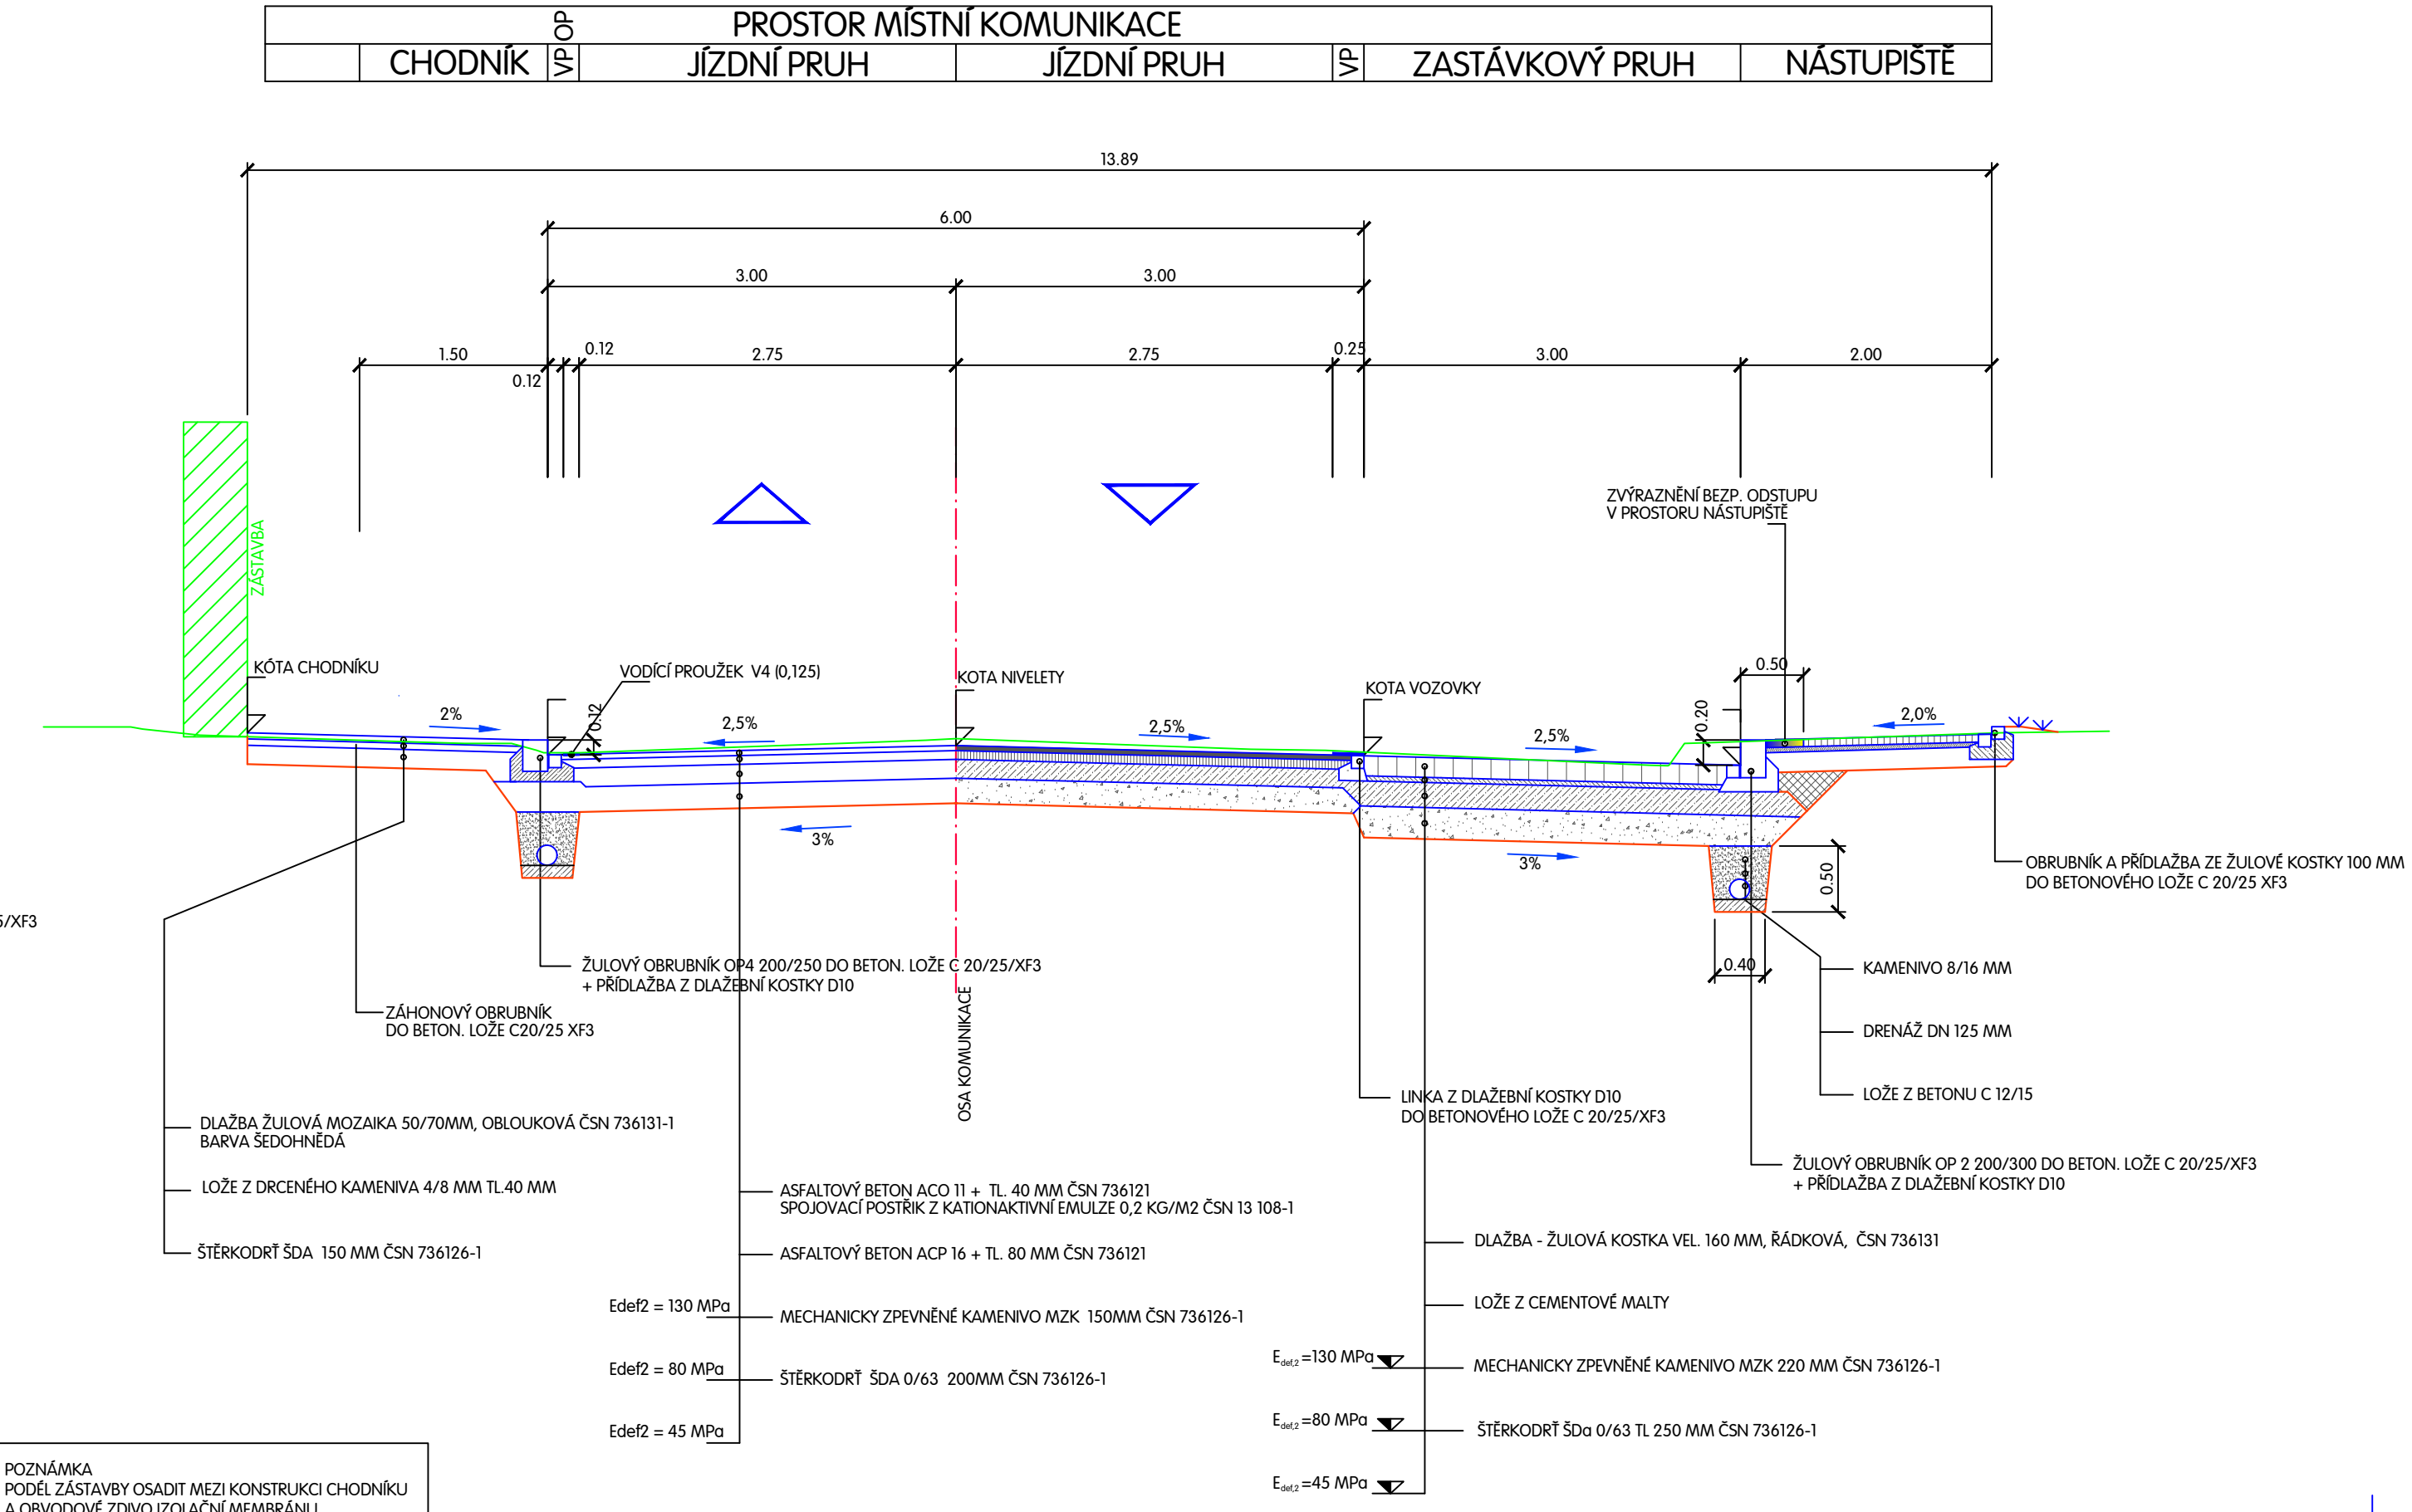 PROSTOR MÍSTNÍ KOMUNIKACE
OP
CHODNÍK
VP
JÍZDNÍ PRUH
JÍZDNÍ PRUH
VP
ZASTÁVKOVÝ PRUH
NÁSTUPIŠTĚ
13.89
6.00
3.00
3.00
1.50
0.12
0.12
2.75
2.75
0.25
3.00
2.00
ZVÝRAZNĚNÍ BEZP. ODSTUPU
V PROSTORU NÁSTUPIŠTĚ
ZÁSTAVBA
KÓTA CHODNÍKU
VODÍCÍ PROUŽEK V4 (0,125)
KOTA NIVELETY
KOTA VOZOVKY
0.50
2%
0.12
2,5%
2,5%
2,5%
0.20
2,0%
3%
3%
0.50
0.40
OBRUBNÍK A PŘÍDLAŽBA ZE ŽULOVÉ KOSTKY 100 MM
DO BETONOVÉHO LOŽE C 20/25 XF3
5/XF3
ŽULOVÝ OBRUBNÍK OP4 200/250 DO BETON. LOŽE C 20/25/XF3
+ PŘÍDLAŽBA Z DLAŽEBNÍ KOSTKY D10
KAMENIVO 8/16 MM
ZÁHONOVÝ OBRUBNÍK
DO BETON. LOŽE C20/25 XF3
OSA KOMUNIKACE
DRENÁŽ DN 125 MM
LINKA Z DLAŽEBNÍ KOSTKY D10
DO BETONOVÉHO LOŽE C 20/25/XF3
LOŽE Z BETONU C 12/15
DLAŽBA ŽULOVÁ MOZAIKA 50/70MM, OBLOUKOVÁ ČSN 736131-1
BARVA ŠEDOHNĚDÁ
ŽULOVÝ OBRUBNÍK OP 2 200/300 DO BETON. LOŽE C 20/25/XF3
+ PŘÍDLAŽBA Z DLAŽEBNÍ KOSTKY D10
LOŽE Z DRCENÉHO KAMENIVA 4/8 MM TL.40 MM
ASFALTOVÝ BETON ACO 11 + TL. 40 MM ČSN 736121
SPOJOVACÍ POSTŘIK Z KATIONAKTIVNÍ EMULZE 0,2 KG/M2 ČSN 13 108-1
ŠTĚRKODRŤ ŠDA 150 MM ČSN 736126-1
ASFALTOVÝ BETON ACP 16 + TL. 80 MM ČSN 736121
DLAŽBA - ŽULOVÁ KOSTKA VEL. 160 MM, ŘÁDKOVÁ, ČSN 736131
Edef2 = 130 MPa
MECHANICKY ZPEVNĚNÉ KAMENIVO MZK 150MM ČSN 736126-1
LOŽE Z CEMENTOVÉ MALTY
Edef2 = 80 MPa
ŠTĚRKODRŤ ŠDA 0/63 200MM ČSN 736126-1
Edef,2 =130 MPa
MECHANICKY ZPEVNĚNÉ KAMENIVO MZK 220 MM ČSN 736126-1
Edef2 = 45 MPa
Edef,2 =80 MPa
ŠTĚRKODRŤ ŠDa 0/63 TL 250 MM ČSN 736126-1
Edef,2 =45 MPa
POZNÁMKA
PODÉL ZÁSTAVBY OSADIT MEZI KONSTRUKCI CHODNÍKU
A OBVODOVÉ ZDIVO IZOLAČNÍ MEMBRÁNU